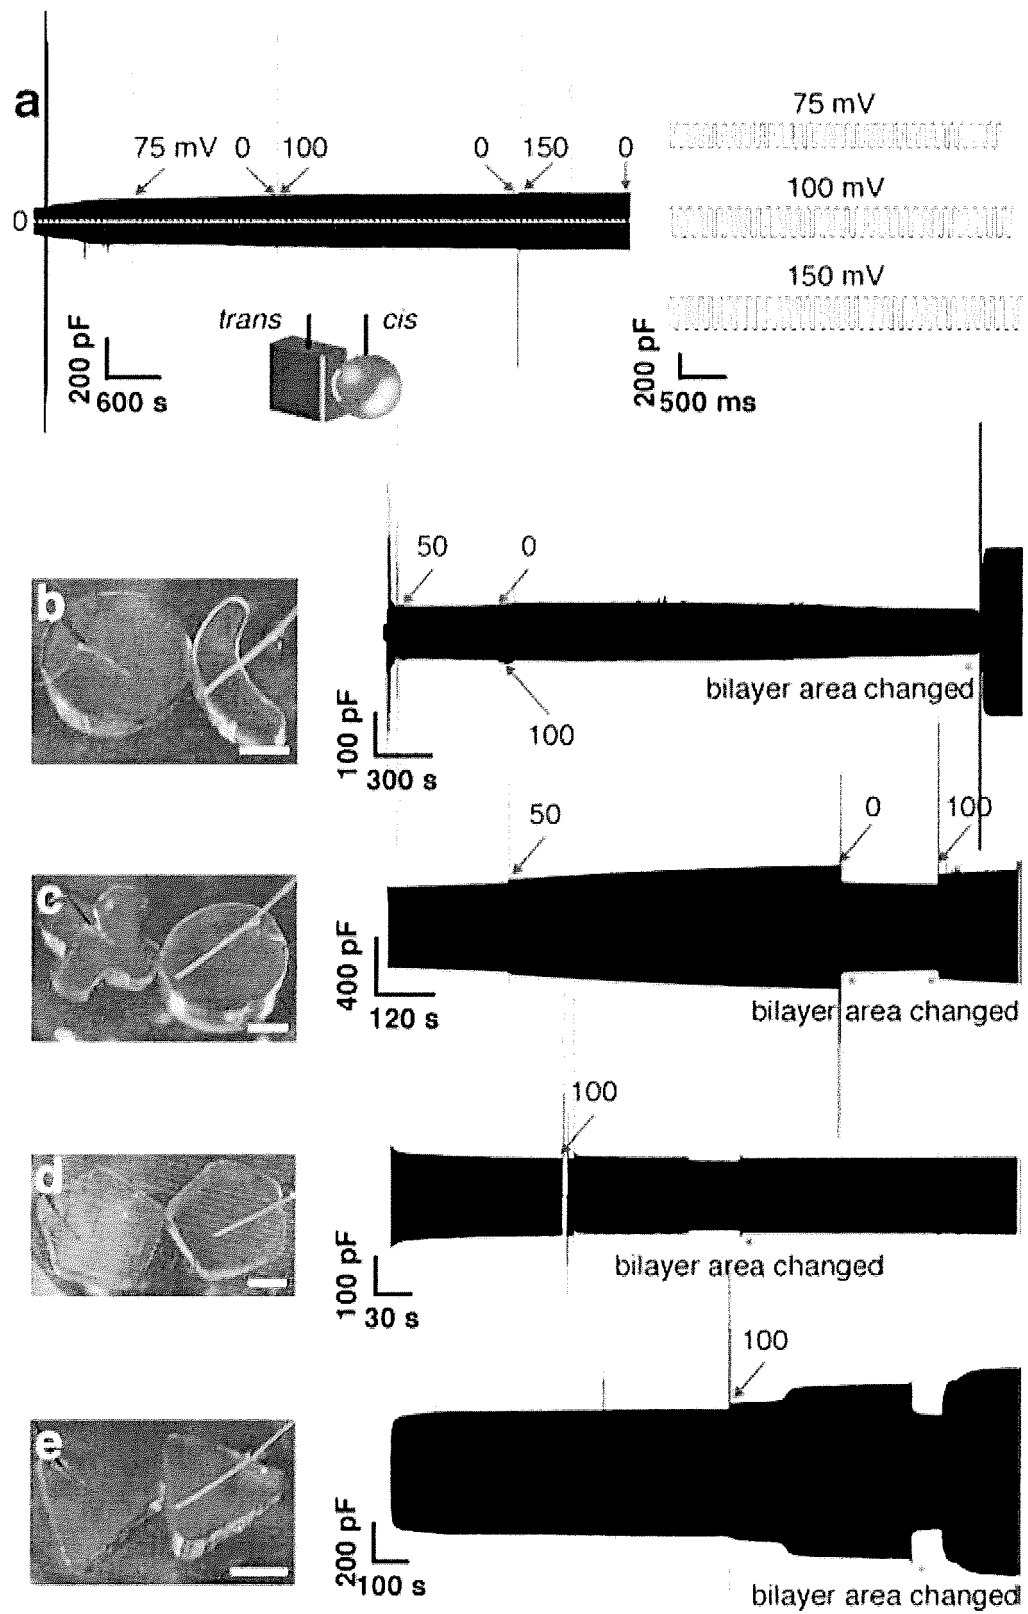 a
75 mV 0 100 0 150 0
0
200 pF
600 s
trans cis
75 mV
100 mV
150 mV
200 pF
500 ms
b
50 0
100
bilayer area changed
100 pF
300 s
c
50 0 100
bilayer area changed
400 pF
120 s
d
100
bilayer area changed
100 pF
30 s
e
100
bilayer area changed
200 pF
100 s